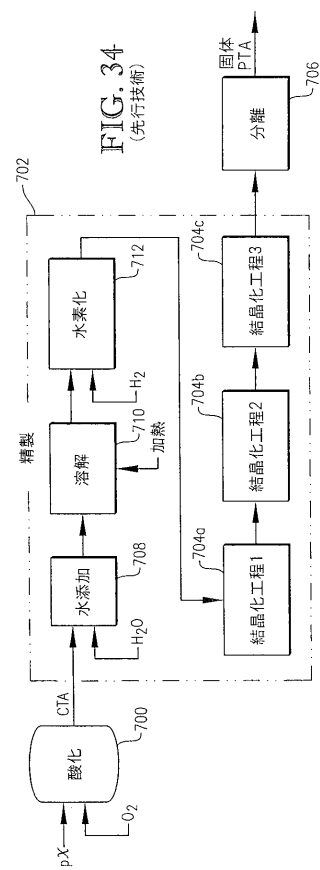 FIG. 34
(先行技術)
702
精製
pX
O2
酸化
700
CTA
H2O
水添加
708
溶解
710
加熱
H2
水素化
712
結晶化工程1
704a
結晶化工程2
704b
結晶化工程3
704c
分離
706
固体
PTA